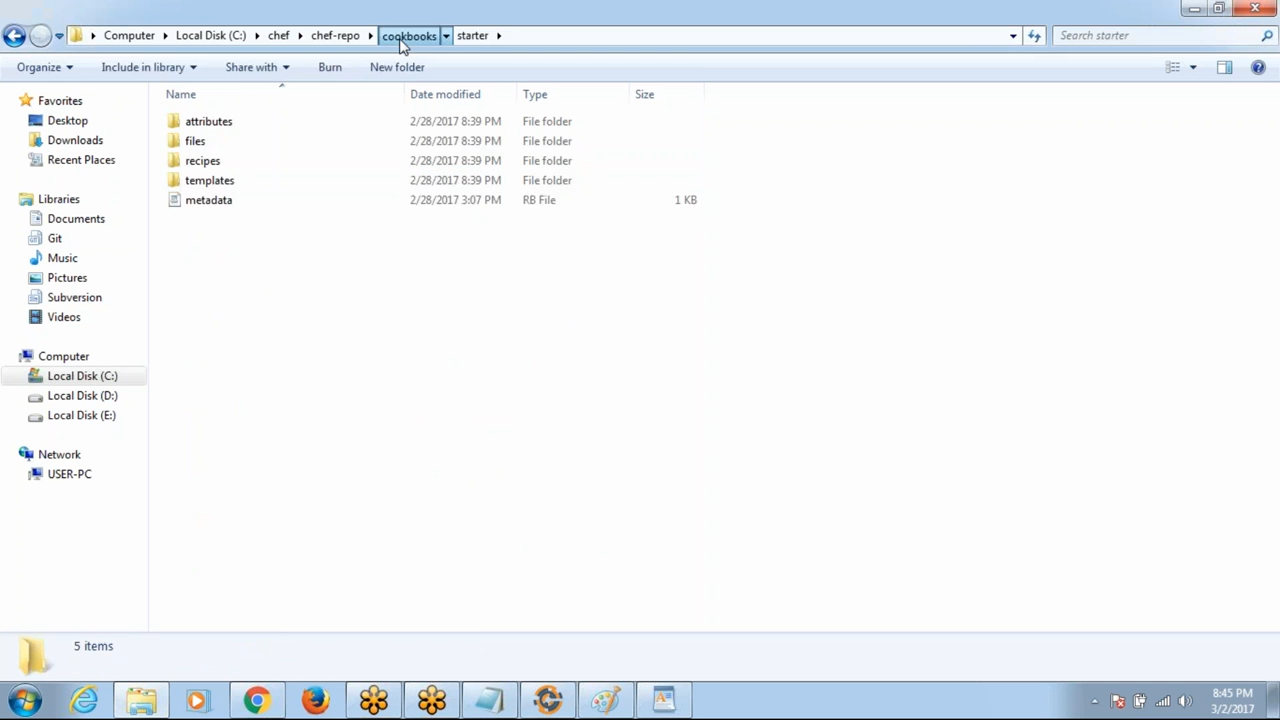 Computer Local Disk (C:) chef chef-repo cookbooks starter Search starter
Organize Include in library Share with Burn New folder
Name Date modified Type Size
Favorites
Desktop
Downloads
Recent Places
Libraries
Documents
Git
Music
Pictures
Subversion
Videos
Computer
Local Disk (C:)
Local Disk (D:)
Local Disk (E:)
Network
USER-PC
attributes 2/28/2017 8:39 PM File folder
files 2/28/2017 8:39 PM File folder
recipes 2/28/2017 8:39 PM File folder
templates 2/28/2017 8:39 PM File folder
metadata 2/28/2017 3:07 PM RB File 1 KB
5 items
8:45 PM
3/2/2017